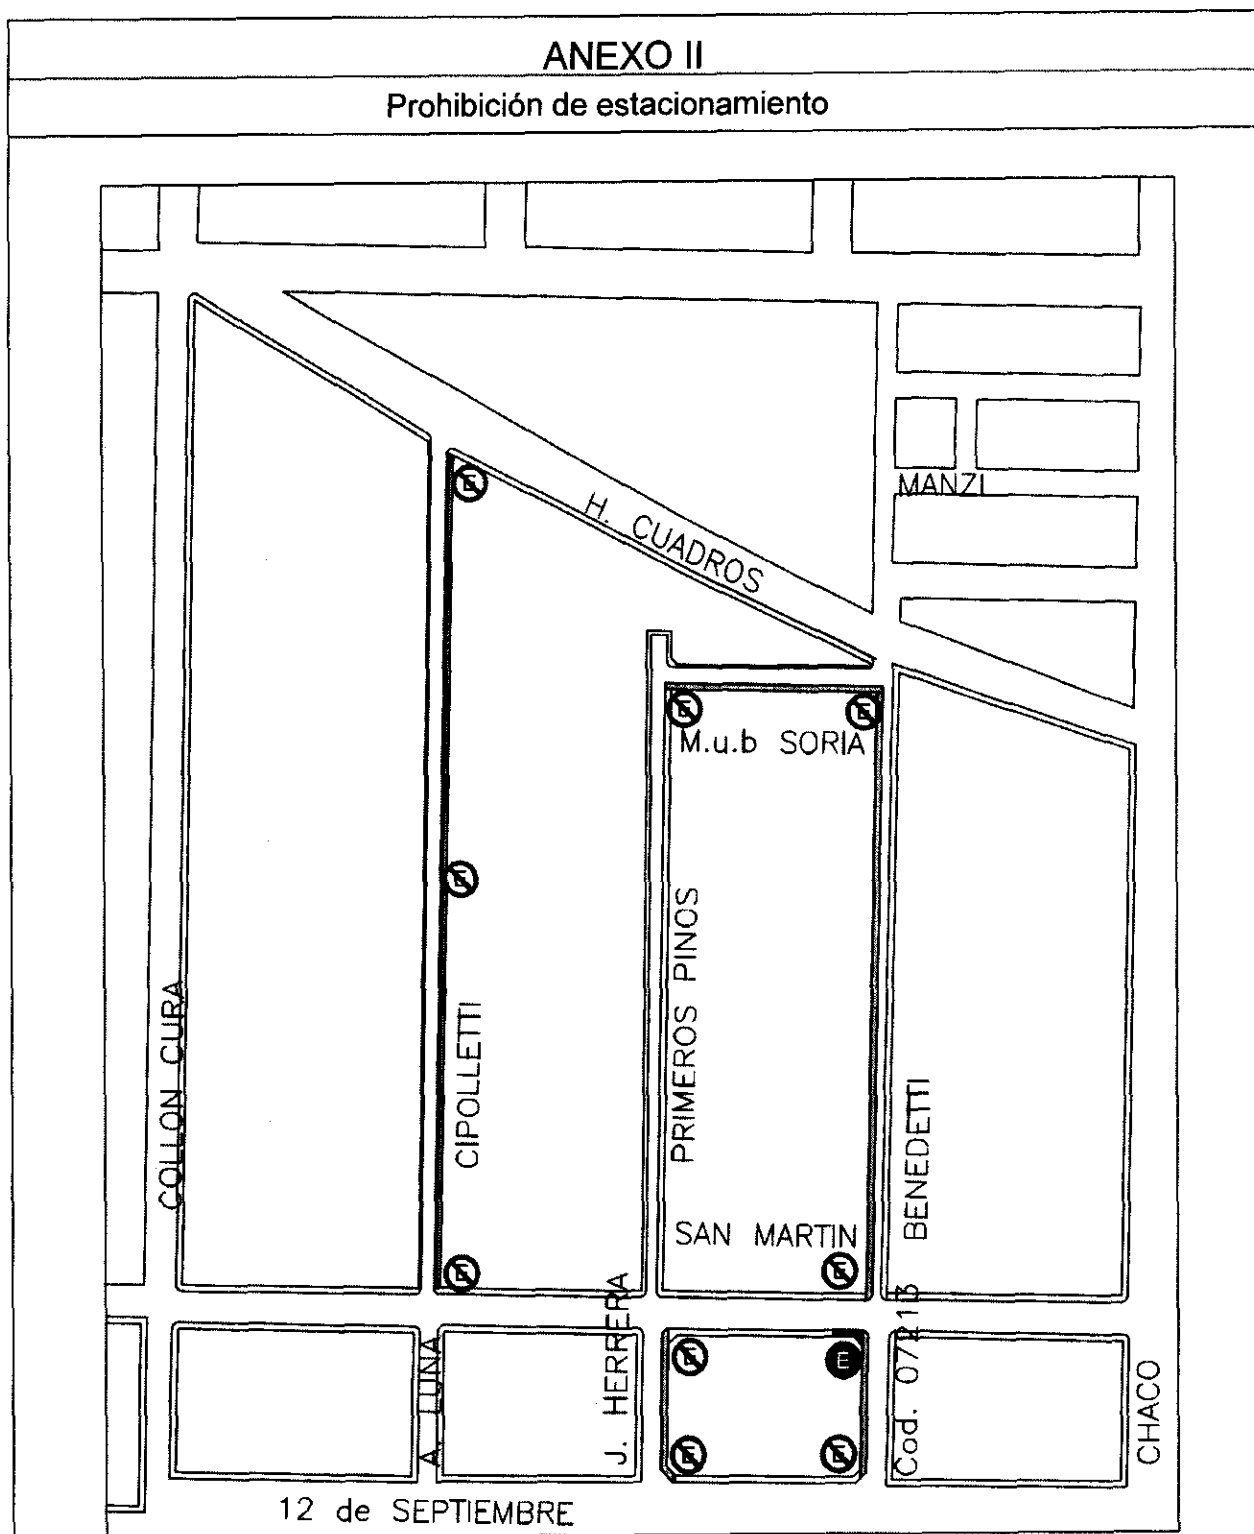 ANEXO II
Prohibición de estacionamiento
MANZI
H. CUADROS
E
M.u.b SORIA
E
E
E
COLLON CURA
CIPOLLETTI
PRIMEROS PINOS
BENEDETTI
SAN MARTIN
E
E
A. LUNA
J. HERRERA
E
E
Cod. 07213
CHACO
E
E
12 de SEPTIEMBRE